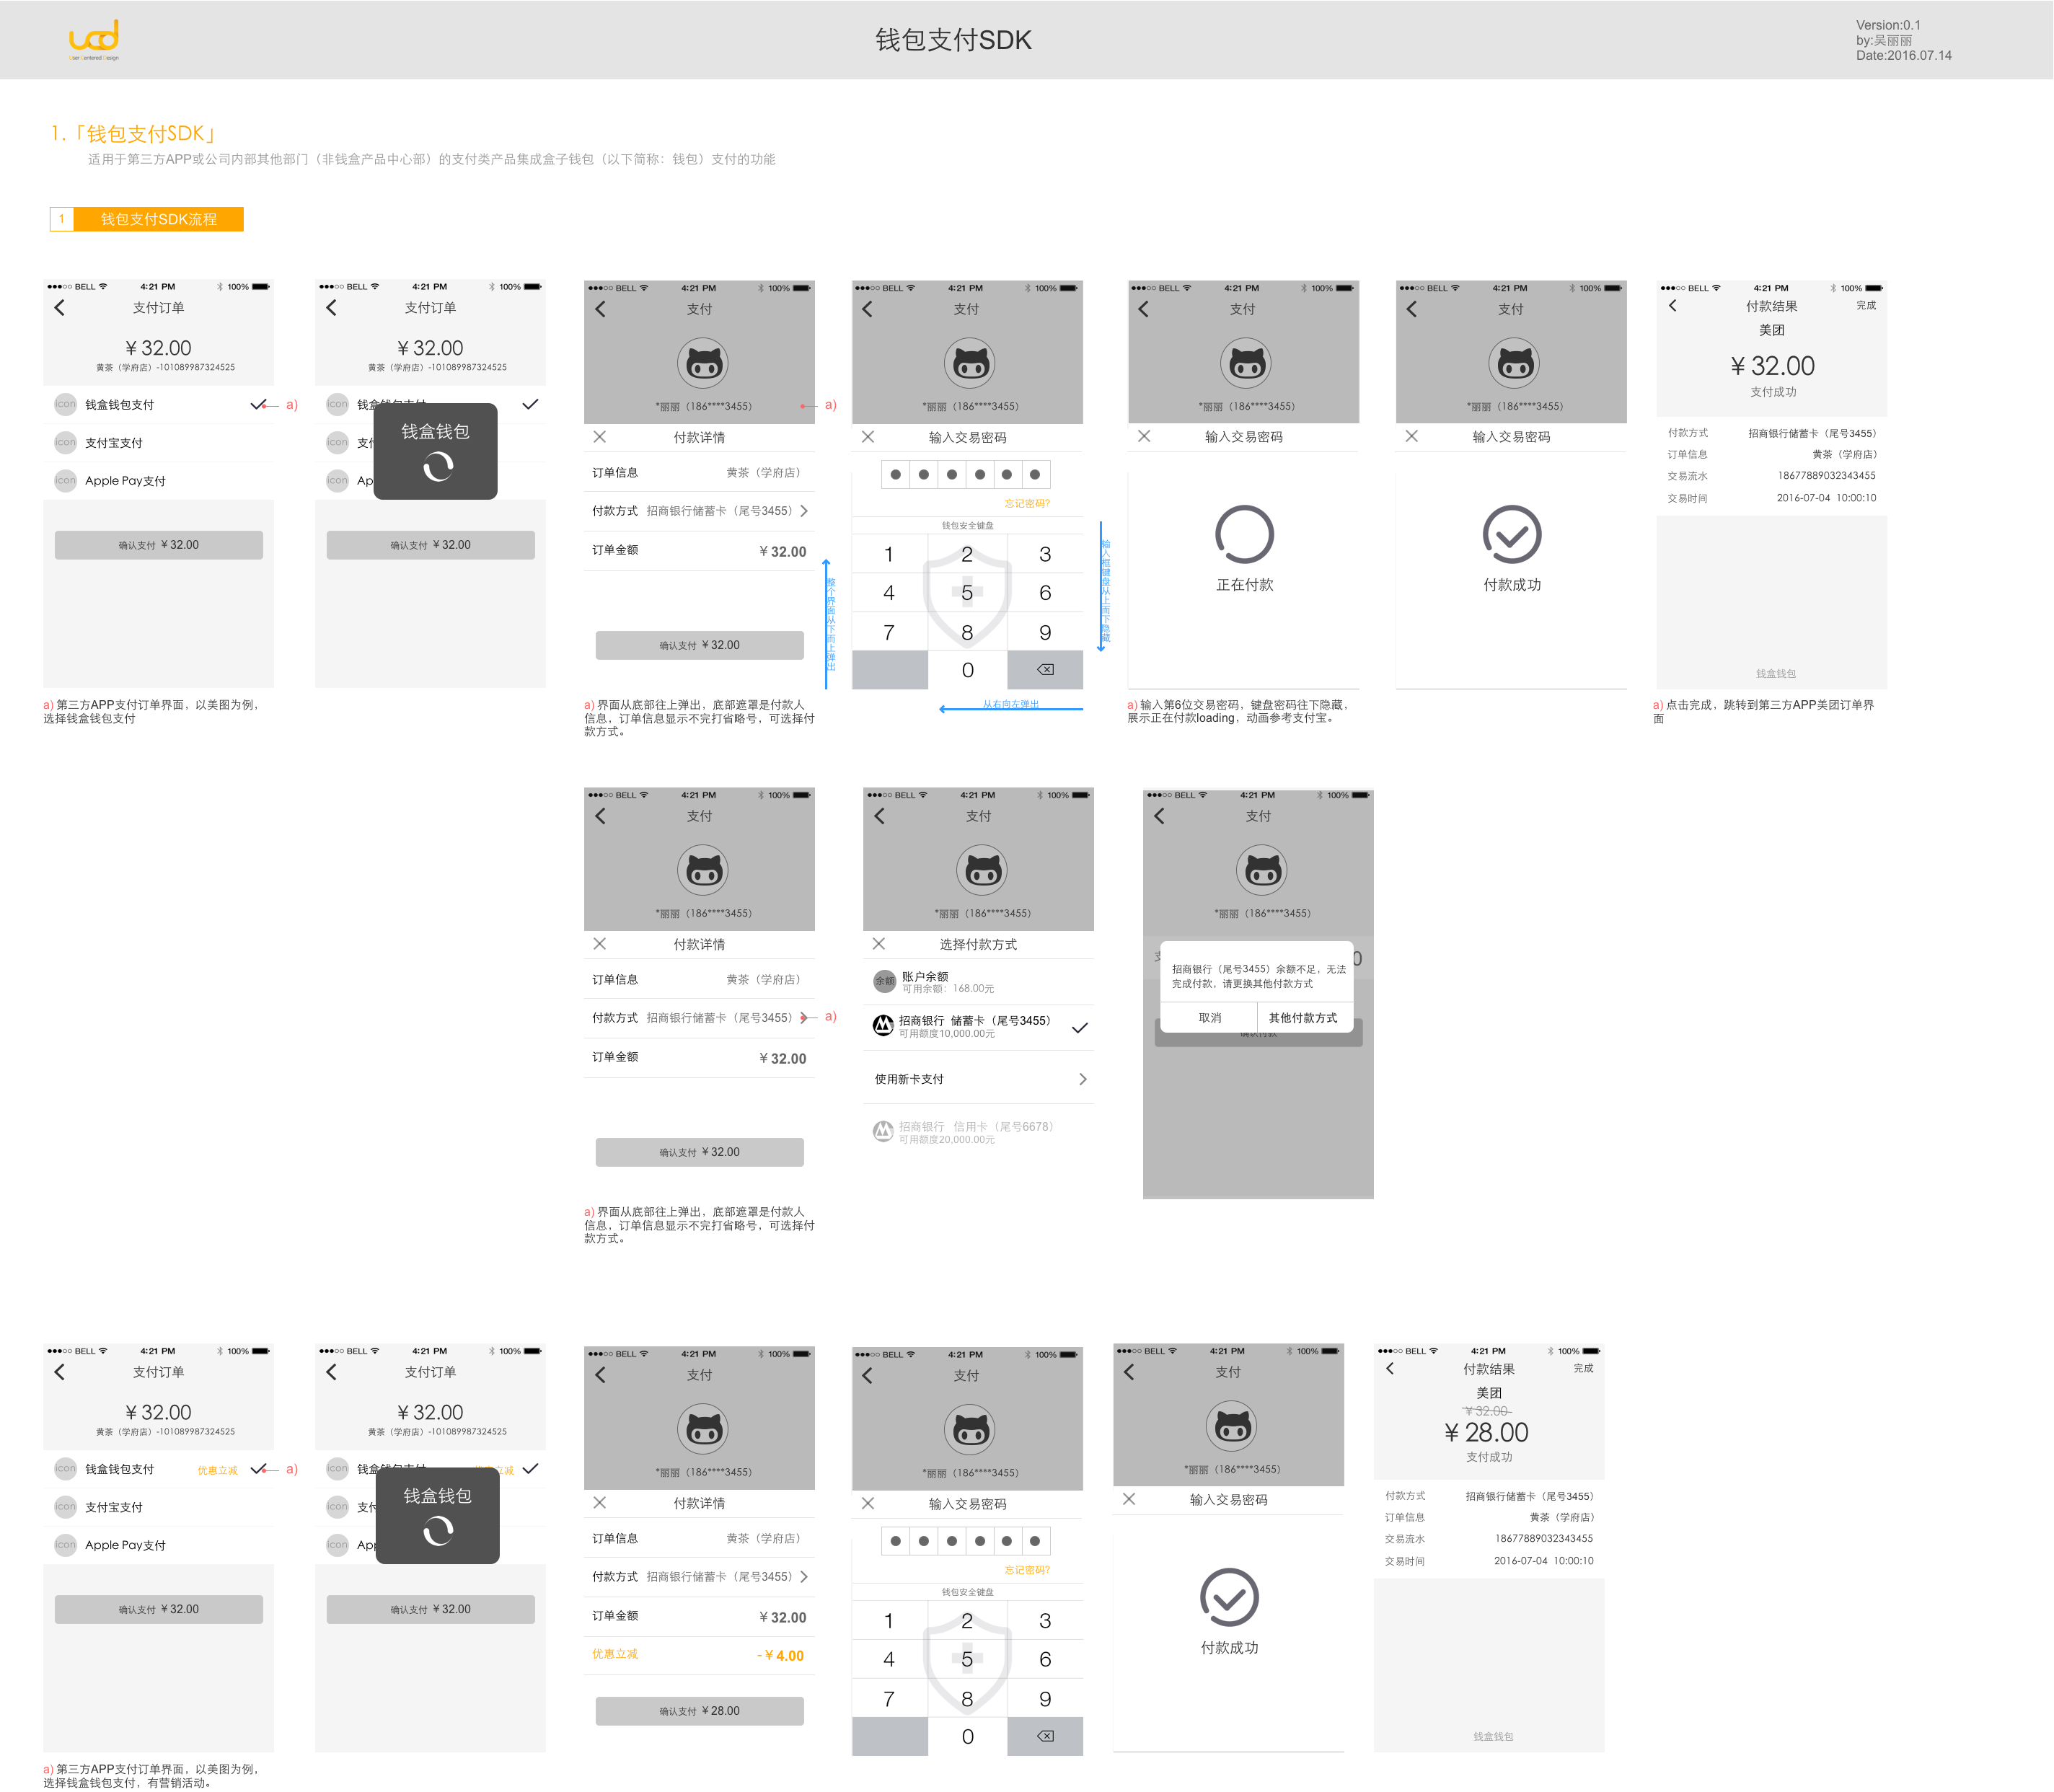 ucd
User Centered Design
钱包支付SDK
Version:0.1
by:吴丽丽
Date:2016.07.14
1.「钱包支付SDK」
适用于第三方APP或公司内部其他部门（非钱盒产品中心部）的支付类产品集成盒子钱包（以下简称：钱包）支付的功能
1 钱包支付SDK流程
BELL 4:21 PM 100%
支付订单
¥ 32.00
黄茶（学府店）-101089987324525
icon 钱盒钱包支付 a)
icon 支付宝支付
icon Apple Pay支付
确认支付 ¥ 32.00
a) 第三方APP支付订单界面，以美图为例，
选择钱盒钱包支付
BELL 4:21 PM 100%
支付订单
¥ 32.00
黄茶（学府店）-101089987324525
icon 钱盒钱包支付
icon 支付
icon App
钱盒钱包
确认支付 ¥ 32.00
BELL 4:21 PM 100%
支付
*丽丽（186****3455） a)
付款详情
订单信息 黄茶（学府店）
付款方式 招商银行储蓄卡（尾号3455）
订单金额 ¥ 32.00
确认支付 ¥ 32.00
a) 界面从底部往上弹出，底部遮罩是付款人
信息，订单信息显示不完打省略号，可选择付
款方式。
整个界面从下而上弹出
BELL 4:21 PM 100%
支付
*丽丽（186****3455）
输入交易密码
忘记密码?
钱包安全键盘
1 2 3
4 5 6
7 8 9
0
从右向左弹出
输入框键盘从上而下隐藏
BELL 4:21 PM 100%
支付
*丽丽（186****3455）
输入交易密码
正在付款
a) 输入第6位交易密码，键盘密码往下隐藏，
展示正在付款loading，动画参考支付宝。
BELL 4:21 PM 100%
支付
*丽丽（186****3455）
输入交易密码
付款成功
BELL 4:21 PM 100%
付款结果 完成
美团
¥ 32.00
支付成功
付款方式 招商银行储蓄卡（尾号3455）
订单信息 黄茶（学府店）
交易流水 18677889032343455
交易时间 2016-07-04 10:00:10
钱盒钱包
a) 点击完成，跳转到第三方APP美团订单界
面
BELL 4:21 PM 100%
支付
*丽丽（186****3455）
付款详情
订单信息 黄茶（学府店）
付款方式 招商银行储蓄卡（尾号3455） a)
订单金额 ¥ 32.00
确认支付 ¥ 32.00
a) 界面从底部往上弹出，底部遮罩是付款人
信息，订单信息显示不完打省略号，可选择付
款方式。
BELL 4:21 PM 100%
支付
*丽丽（186****3455）
选择付款方式
余额 账户余额
可用余额：168.00元
招商银行 储蓄卡（尾号3455）
可用额度10,000.00元
使用新卡支付
招商银行 信用卡（尾号6678）
可用额度20,000.00元
BELL 4:21 PM 100%
支付
*丽丽（186****3455）
招商银行（尾号3455）余额不足，无法
完成付款，请更换其他付款方式
取消 其他付款方式
确认付款
BELL 4:21 PM 100%
支付订单
¥ 32.00
黄茶（学府店）-101089987324525
icon 钱盒钱包支付 优惠立减 a)
icon 支付宝支付
icon Apple Pay支付
确认支付 ¥ 32.00
a) 第三方APP支付订单界面，以美图为例，
选择钱盒钱包支付，有营销活动。
BELL 4:21 PM 100%
支付订单
¥ 32.00
黄茶（学府店）-101089987324525
icon 钱盒钱包支付 优惠立减
icon 支付
icon App
钱盒钱包
确认支付 ¥ 32.00
BELL 4:21 PM 100%
支付
*丽丽（186****3455）
付款详情
订单信息 黄茶（学府店）
付款方式 招商银行储蓄卡（尾号3455）
订单金额 ¥ 32.00
优惠立减 -¥ 4.00
确认支付 ¥ 28.00
BELL 4:21 PM 100%
支付
*丽丽（186****3455）
输入交易密码
忘记密码?
钱包安全键盘
1 2 3
4 5 6
7 8 9
0
BELL 4:21 PM 100%
支付
*丽丽（186****3455）
输入交易密码
付款成功
BELL 4:21 PM 100%
付款结果 完成
美团
¥ 32.00
¥ 28.00
支付成功
付款方式 招商银行储蓄卡（尾号3455）
订单信息 黄茶（学府店）
交易流水 18677889032343455
交易时间 2016-07-04 10:00:10
钱盒钱包